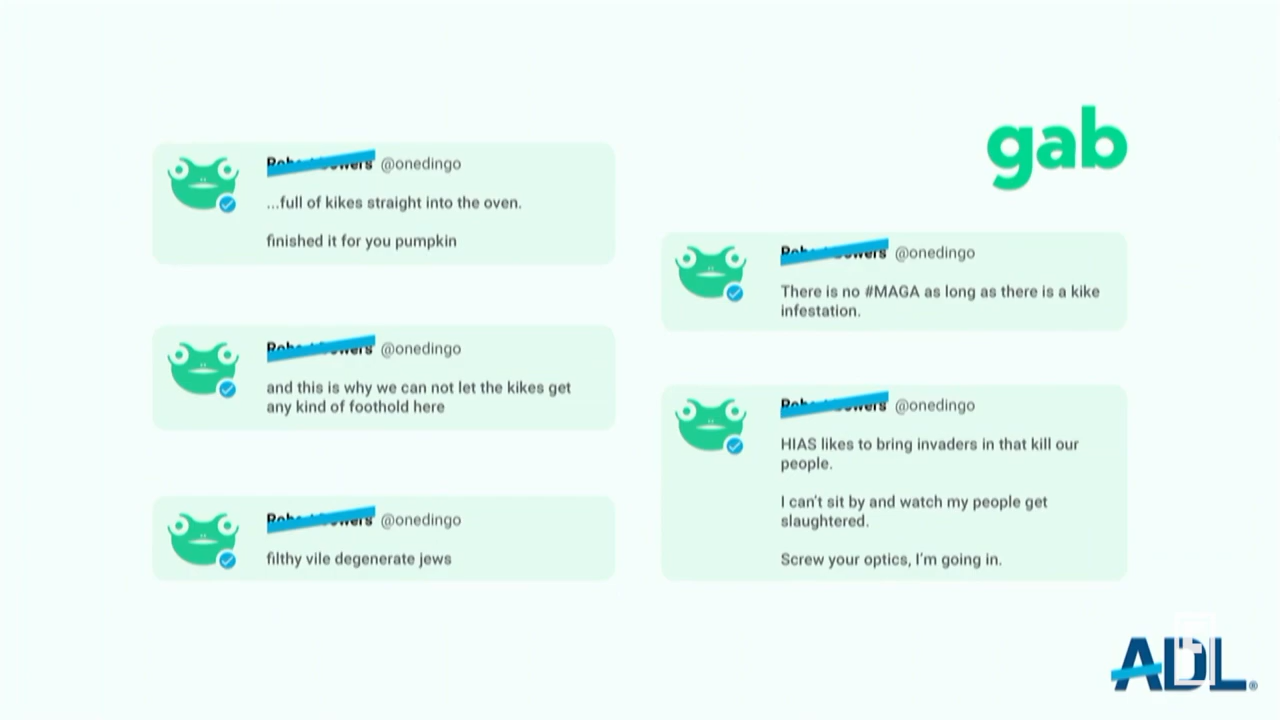 gab
@onedingo
...full of kikes straight into the oven.
finished it for you pumpkin
@onedingo
and this is why we can not let the kikes get
any kind of foothold here
@onedingo
filthy vile degenerate jews
@onedingo
There is no #MAGA as long as there is a kike
infestation.
@onedingo
HIAS likes to bring invaders in that kill our
people.
I can't sit by and watch my people get
slaughtered.
Screw your optics, I'm going in.
ADL®